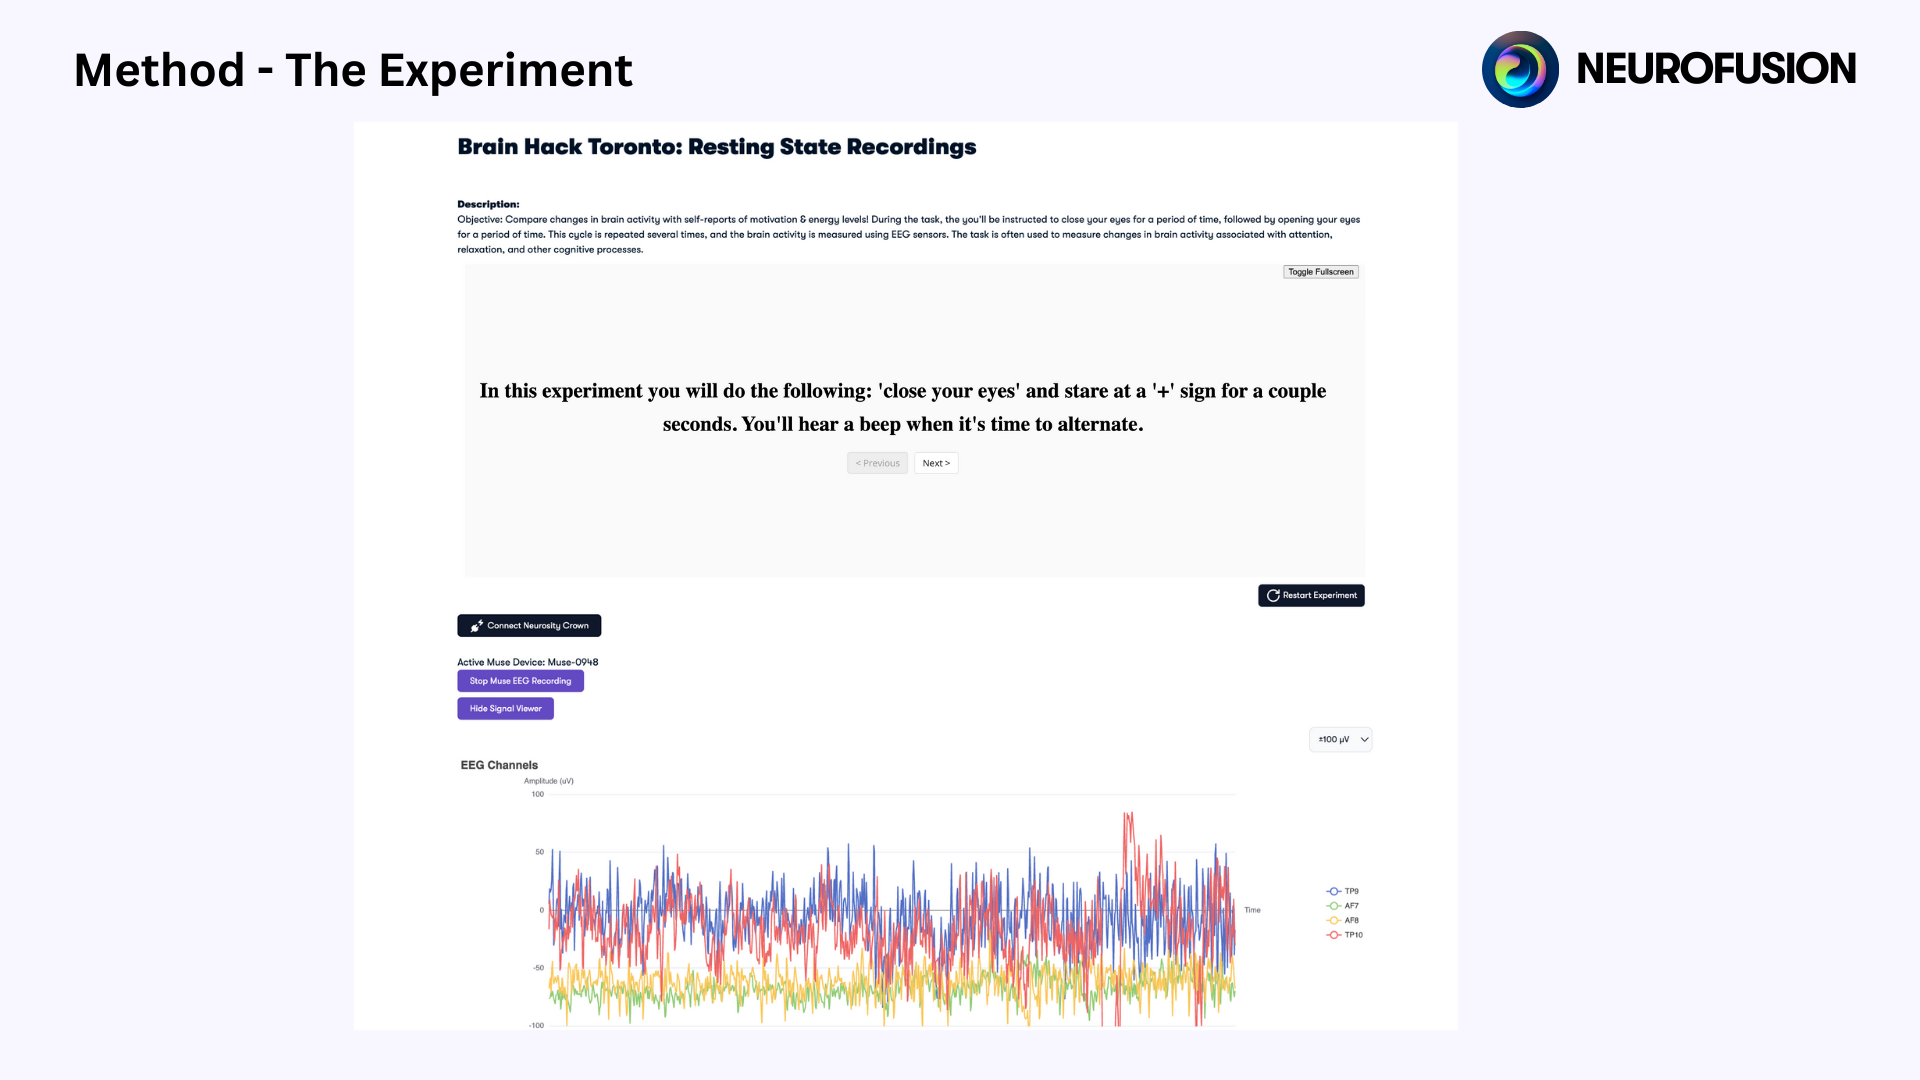 Method - The Experiment
NEUROFUSION
Brain Hack Toronto: Resting State Recordings
Description:
Objective: Compare changes in brain activity with self-reports of motivation & energy levels! During the task, the you'll be instructed to close your eyes for a period of time, followed by opening your eyes
for a period of time. This cycle is repeated several times, and the brain activity is measured using EEG sensors. The task is often used to measure changes in brain activity associated with attention,
relaxation, and other cognitive processes.
Toggle Fullscreen
In this experiment you will do the following: 'close your eyes' and stare at a '+' sign for a couple
seconds. You'll hear a beep when it's time to alternate.
< Previous
Next >
Restart Experiment
Connect Neurosity Crown
Active Muse Device: Muse-0948
Stop Muse EEG Recording
Hide Signal Viewer
±100 μV
EEG Channels
Amplitude (uV)
100
50
0
-50
-100
Time
TP9
AF7
AF8
TP10